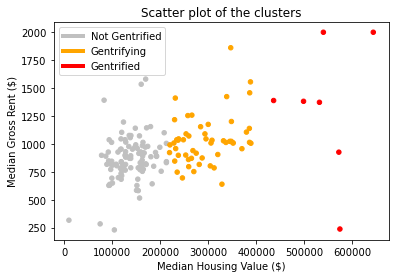 Scatter plot of the clusters
Not Gentrified
Gentrifying
Gentrified
Median Gross Rent ($)
2000
1750
1500
1250
1000
750
500
250
0 100000 200000 300000 400000 500000 600000
Median Housing Value ($)